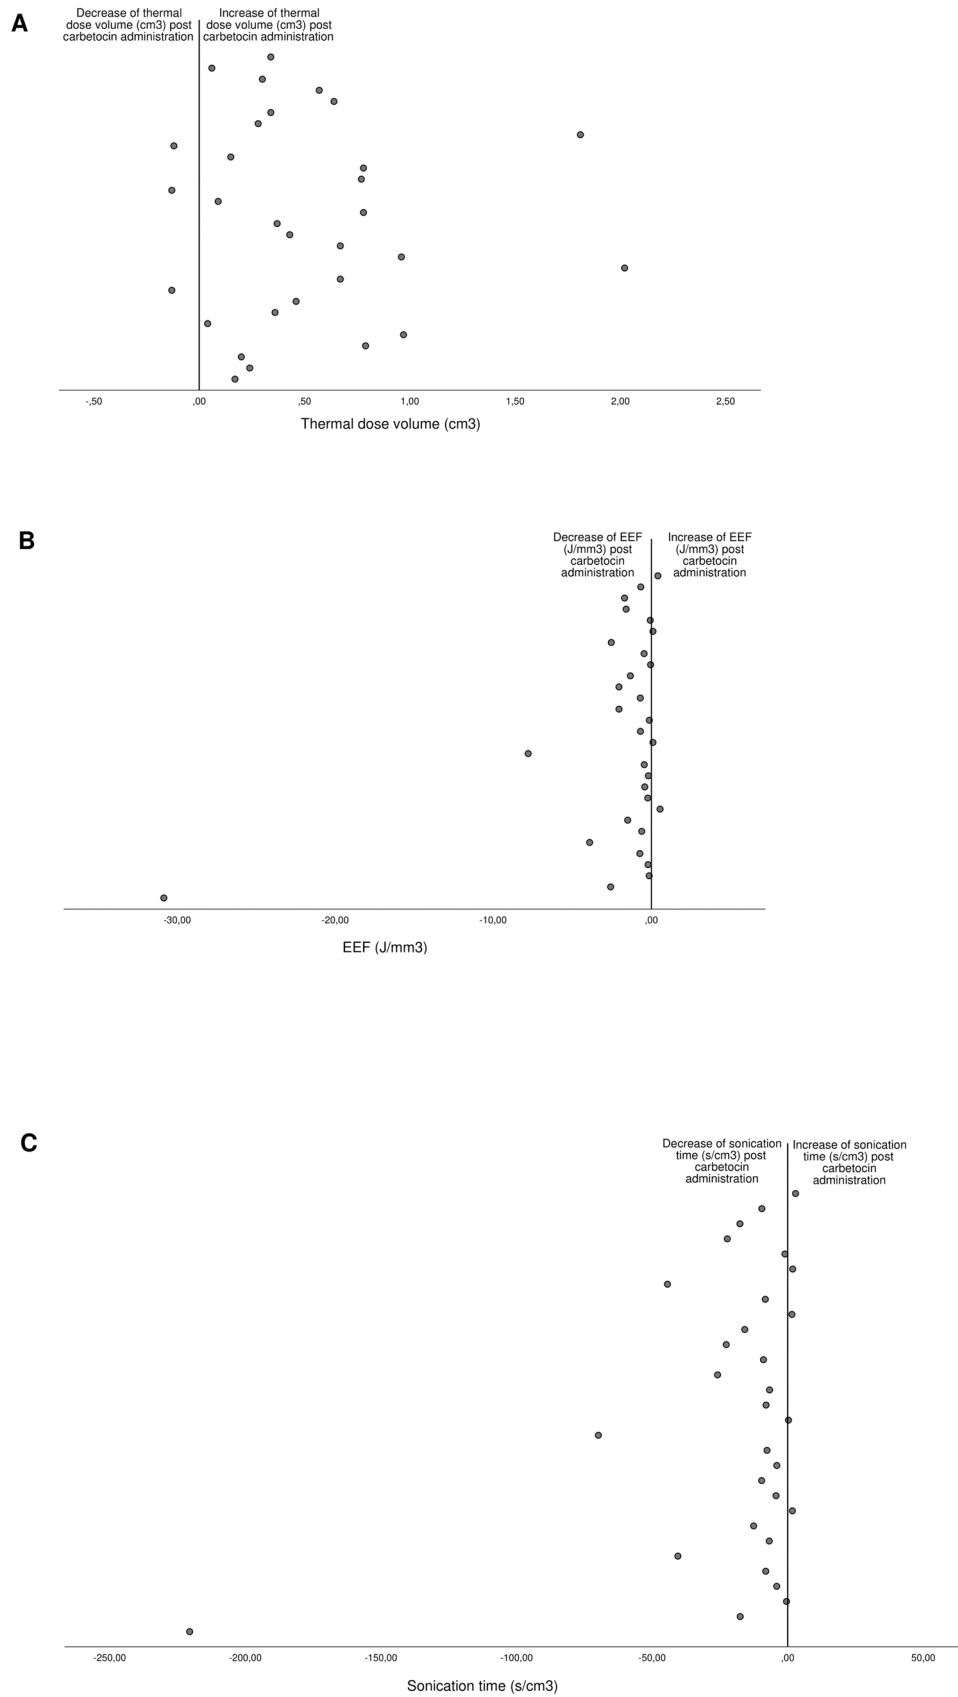 A
Decrease of thermal
dose volume (cm3) post
carbetocin administration
Increase of thermal
dose volume (cm3) post
carbetocin administration
-,50
,00
,50
1,00
1,50
2,00
2,50
Thermal dose volume (cm3)
B
Decrease of EEF
(J/mm3) post
carbetocin
administration
Increase of EEF
(J/mm3) post
carbetocin
administration
-30,00
-20,00
-10,00
,00
EEF (J/mm3)
C
Decrease of sonication
time (s/cm3) post
carbetocin
administration
Increase of sonication
time (s/cm3) post
carbetocin
administration
-250,00
-200,00
-150,00
-100,00
-50,00
,00
50,00
Sonication time (s/cm3)